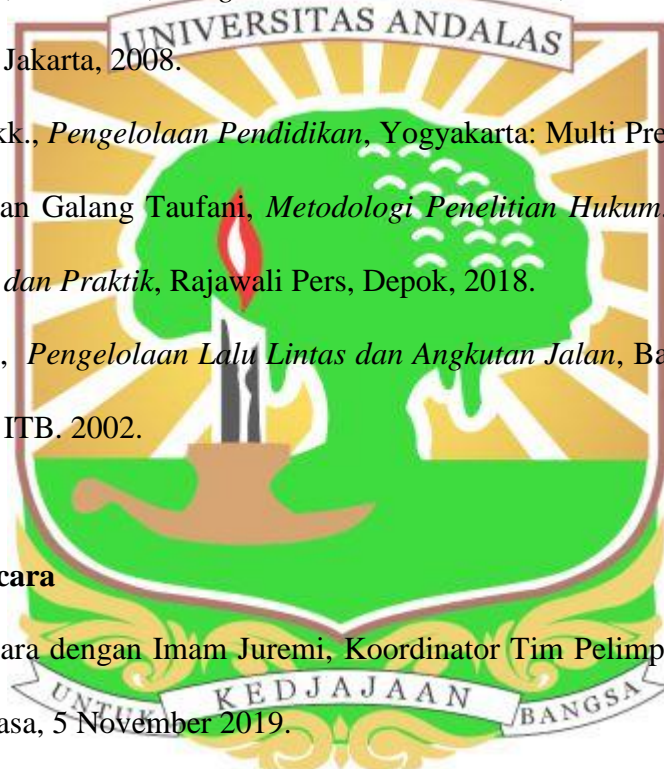 UNIVERSITAS ANDALAS
Jakarta, 2008.
kk., Pengelolaan Pendidikan, Yogyakarta: Multi Pre
an Galang Taufani, Metodologi Penelitian Hukum
dan Praktik, Rajawali Pers, Depok, 2018.
, Pengelolaan Lalu Lintas dan Angkutan Jalan, Ba
ITB. 2002.
cara
ara dengan Imam Juremi, Koordinator Tim Pelimp
asa, 5 November 2019.
UNTUK KEDJAJAAN BANGSA